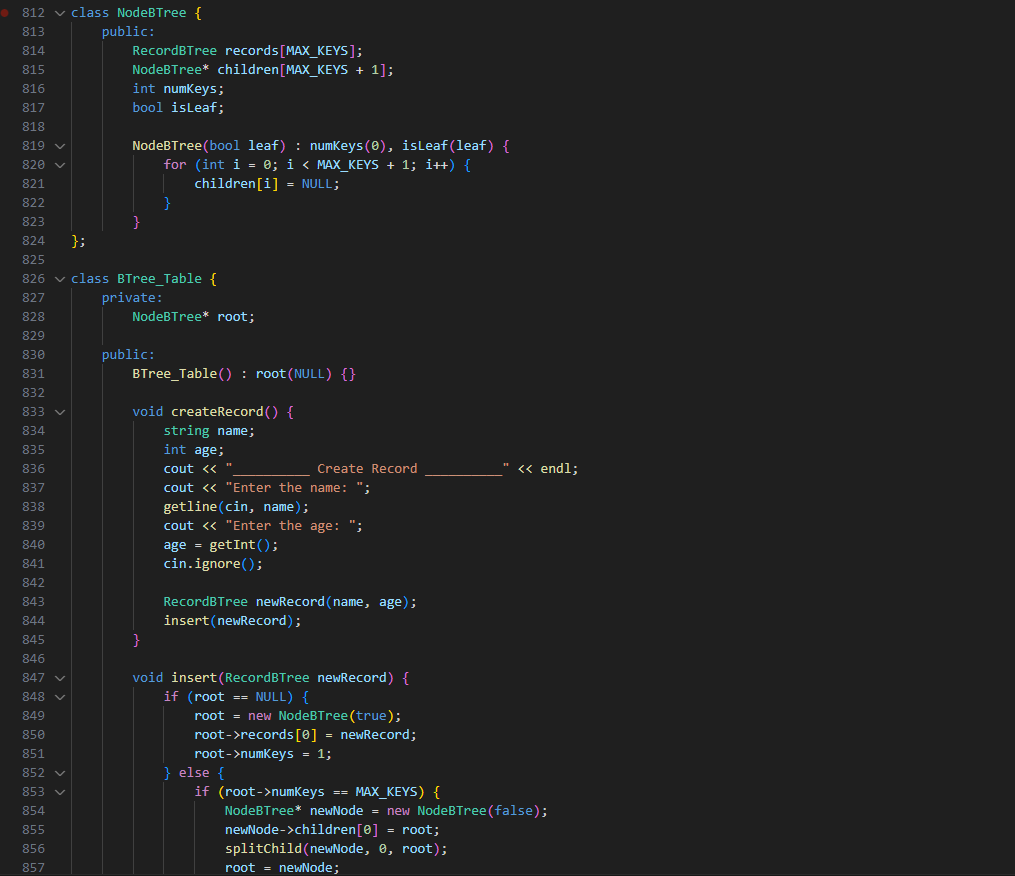 812 class NodeBTree {
813 public:
814 RecordBTree records[MAX_KEYS];
815 NodeBTree* children[MAX_KEYS + 1];
816 int numKeys;
817 bool isLeaf;
818
819 NodeBTree(bool leaf) : numKeys(0), isLeaf(leaf) {
820 for (int i = 0; i < MAX_KEYS + 1; i++) {
821 children[i] = NULL;
822 }
823 }
824 };
825
826 class BTree_Table {
827 private:
828 NodeBTree* root;
829
830 public:
831 BTree_Table() : root(NULL) {}
832
833 void createRecord() {
834 string name;
835 int age;
836 cout << "__________ Create Record __________" << endl;
837 cout << "Enter the name: ";
838 getline(cin, name);
839 cout << "Enter the age: ";
840 age = getInt();
841 cin.ignore();
842
843 RecordBTree newRecord(name, age);
844 insert(newRecord);
845 }
846
847 void insert(RecordBTree newRecord) {
848 if (root == NULL) {
849 root = new NodeBTree(true);
850 root->records[0] = newRecord;
851 root->numKeys = 1;
852 } else {
853 if (root->numKeys == MAX_KEYS) {
854 NodeBTree* newNode = new NodeBTree(false);
855 newNode->children[0] = root;
856 splitChild(newNode, 0, root);
857 root = newNode;